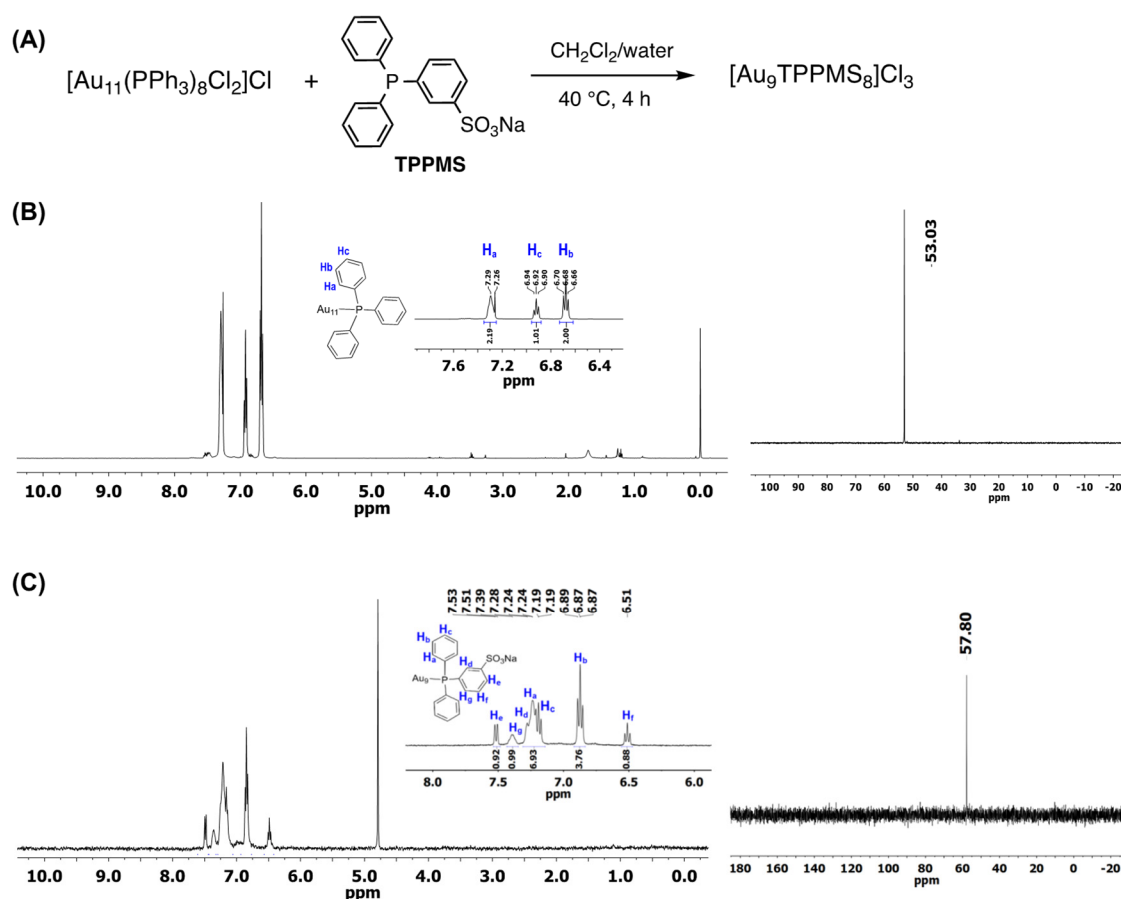 (A)
[Au11(PPh3)8Cl2]Cl + P SO3Na CH2Cl2/water [Au9TPPMS8]Cl3
40 °C, 4 h
TPPMS
(B)
Hc
Hb
Ha
Au11 P
Ha Hc Hb
7.29 7.26 6.94 6.92 6.90 6.70 6.68 6.66
2.19 1.01 2.00
7.6 7.2 6.8 6.4
ppm
10.0 9.0 8.0 7.0 6.0 5.0 4.0 3.0 2.0 1.0 0.0
ppm
-53.03
100 90 80 70 60 50 40 30 20 10 0 -10 -20
ppm
(C)
7.53 7.51 7.39 7.28 7.24 7.24 7.19 7.19 6.89 6.87 6.87 -6.51
Hc
Hb
Ha Hd SO3Na
Au9 P He
Hg Hf
He Hg Hd Ha Hc Hb Hf
0.92 0.99 6.93 3.76 0.88
8.0 7.5 7.0 6.5 6.0
ppm
10.0 9.0 8.0 7.0 6.0 5.0 4.0 3.0 2.0 1.0 0.0
ppm
57.80
180 160 140 120 100 80 60 40 20 0 -20
ppm